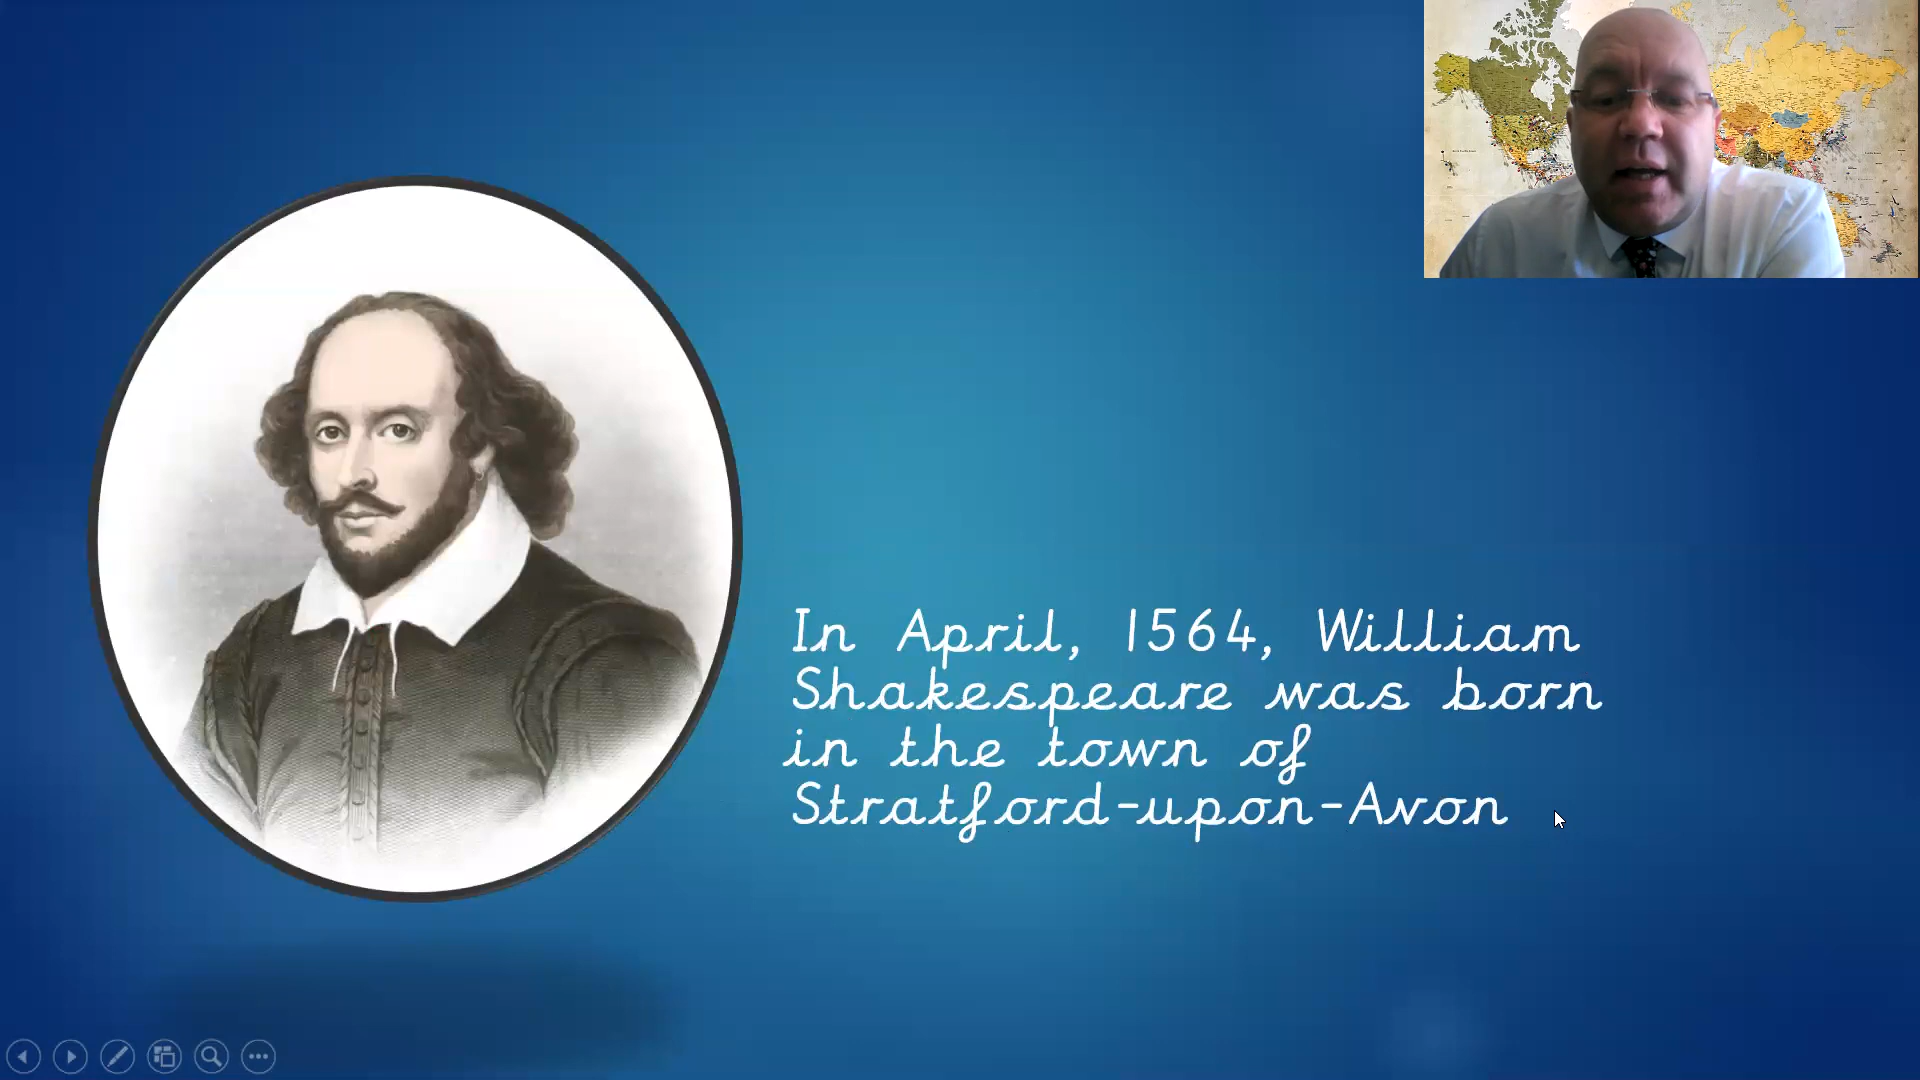 In April, 1564, William
Shakespeare was born
in the town of
Stratford-upon-Avon